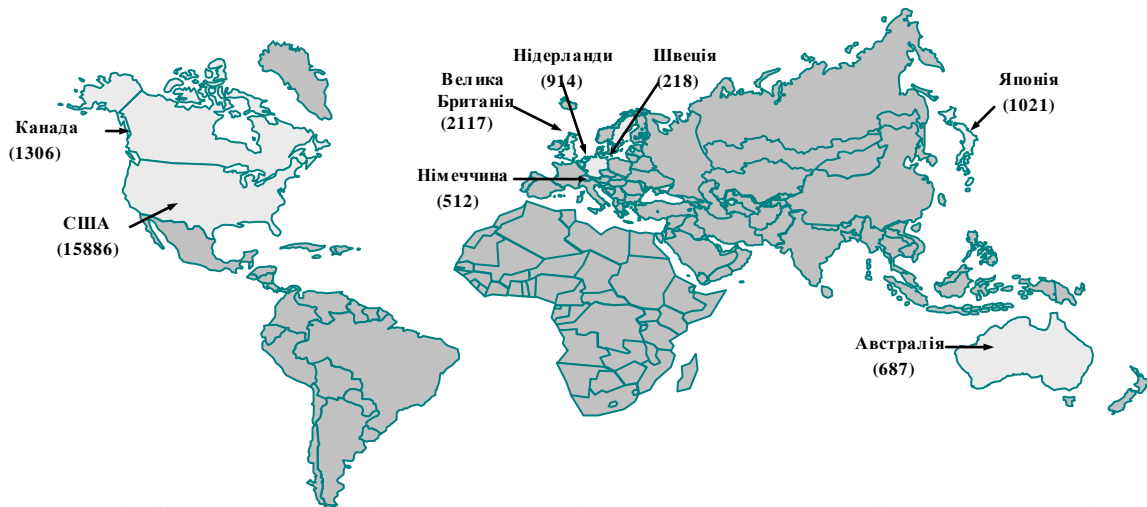 Нідерланди
(914)
Швеція
(218)
Велика
Британія
(2117)
Японія
(1021)
Канада
(1306)
Німеччина
(512)
США
(15886)
Австралія
(687)